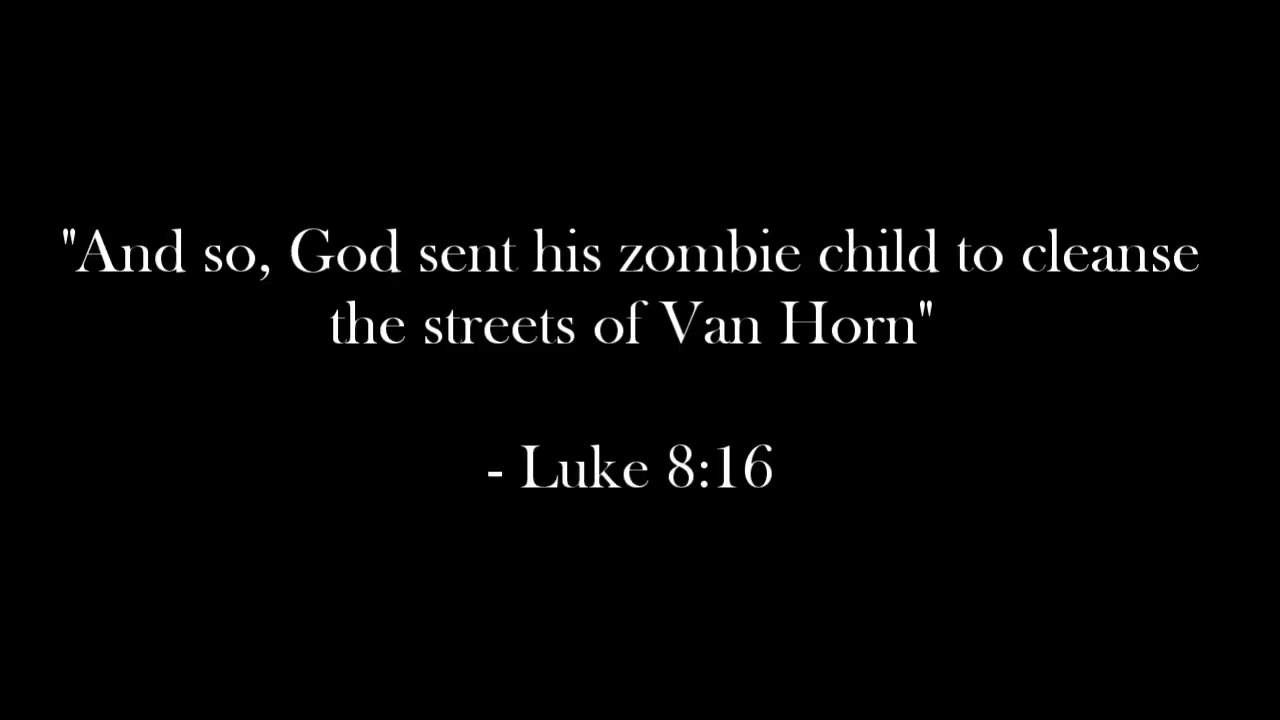 "And so, God sent his zombie child to cleanse
the streets of Van Horn"
- Luke 8:16